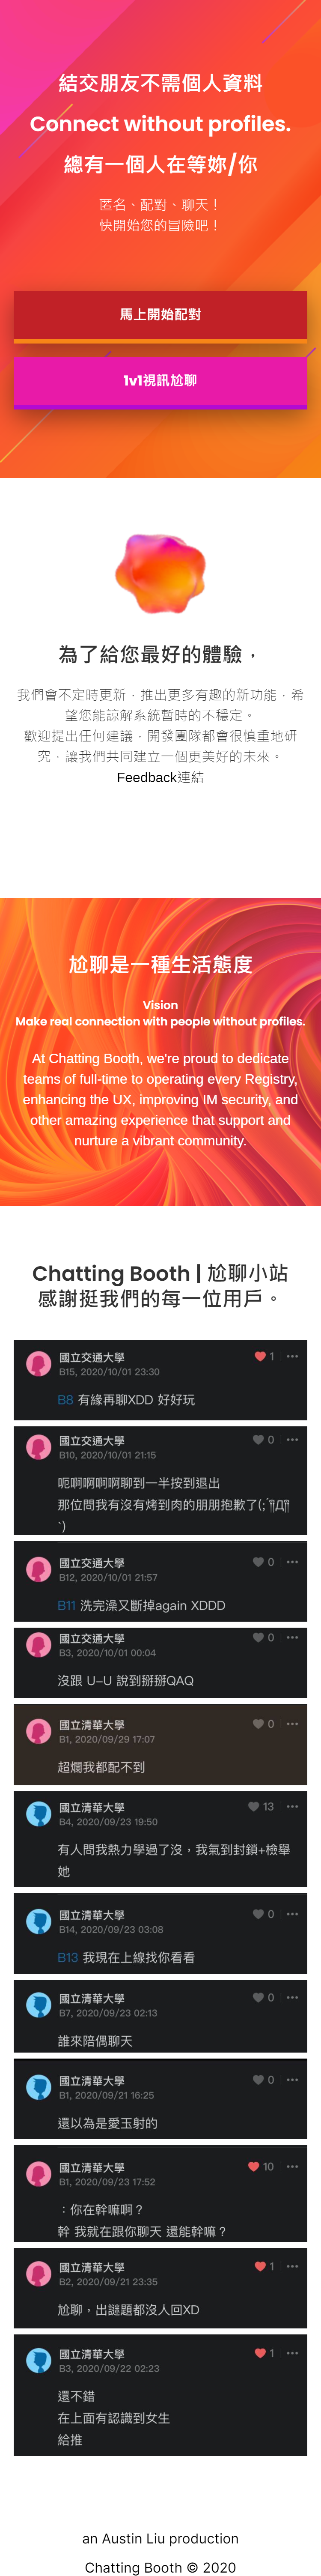 結交朋友不需個人資料
Connect without profiles.
總有一個人在等妳/你
匿名、配對、聊天！
快開始您的冒險吧！
馬上開始配對
1v1視訊尬聊
為了給您最好的體驗，
我們會不定時更新，推出更多有趣的新功能，希
望您能諒解系統暫時的不穩定。
歡迎提出任何建議，開發團隊都會很慎重地研
究，讓我們共同建立一個更美好的未來。
Feedback連結
尬聊是一種生活態度
Vision
Make real connection with people without profiles.
At Chatting Booth, we're proud to dedicate
teams of full-time to operating every Registry,
enhancing the UX, improving IM security, and
other amazing experience that support and
nurture a vibrant community.
Chatting Booth | 尬聊小站
感謝挺我們的每一位用戶。
國立交通大學
1
B15, 2020/10/01 23:30
B8 有緣再聊XDD 好好玩
國立交通大學
0
B10, 2020/10/01 21:15
呃啊啊啊啊聊到一半按到退出
那位問我有沒有烤到肉的朋朋抱歉了
國立交通大學
0
B12, 2020/10/01 21:57
B11 洗完澡又斷掉again XDDD
國立交通大學
0
B3, 2020/10/01 00:04
沒跟 U-U 說到掰掰QAQ
國立清華大學
0
B1, 2020/09/29 17:07
超爛我都配不到
國立清華大學
13
B4, 2020/09/23 19:50
有人問我熱力學過了沒，我氣到封鎖+檢舉
她
國立清華大學
0
B14, 2020/09/23 03:08
B13 我現在上線找你看看
國立清華大學
0
B7, 2020/09/23 02:13
誰來陪偶聊天
國立清華大學
0
B1, 2020/09/21 16:25
還以為是愛玉射的
國立清華大學
10
B1, 2020/09/23 17:52
：你在幹嘛啊？
幹 我就在跟你聊天 還能幹嘛？
國立清華大學
1
B2, 2020/09/21 23:35
尬聊，出謎題都沒人回XD
國立清華大學
1
B3, 2020/09/22 02:23
還不錯
在上面有認識到女生
給推
an Austin Liu production
Chatting Booth © 2020